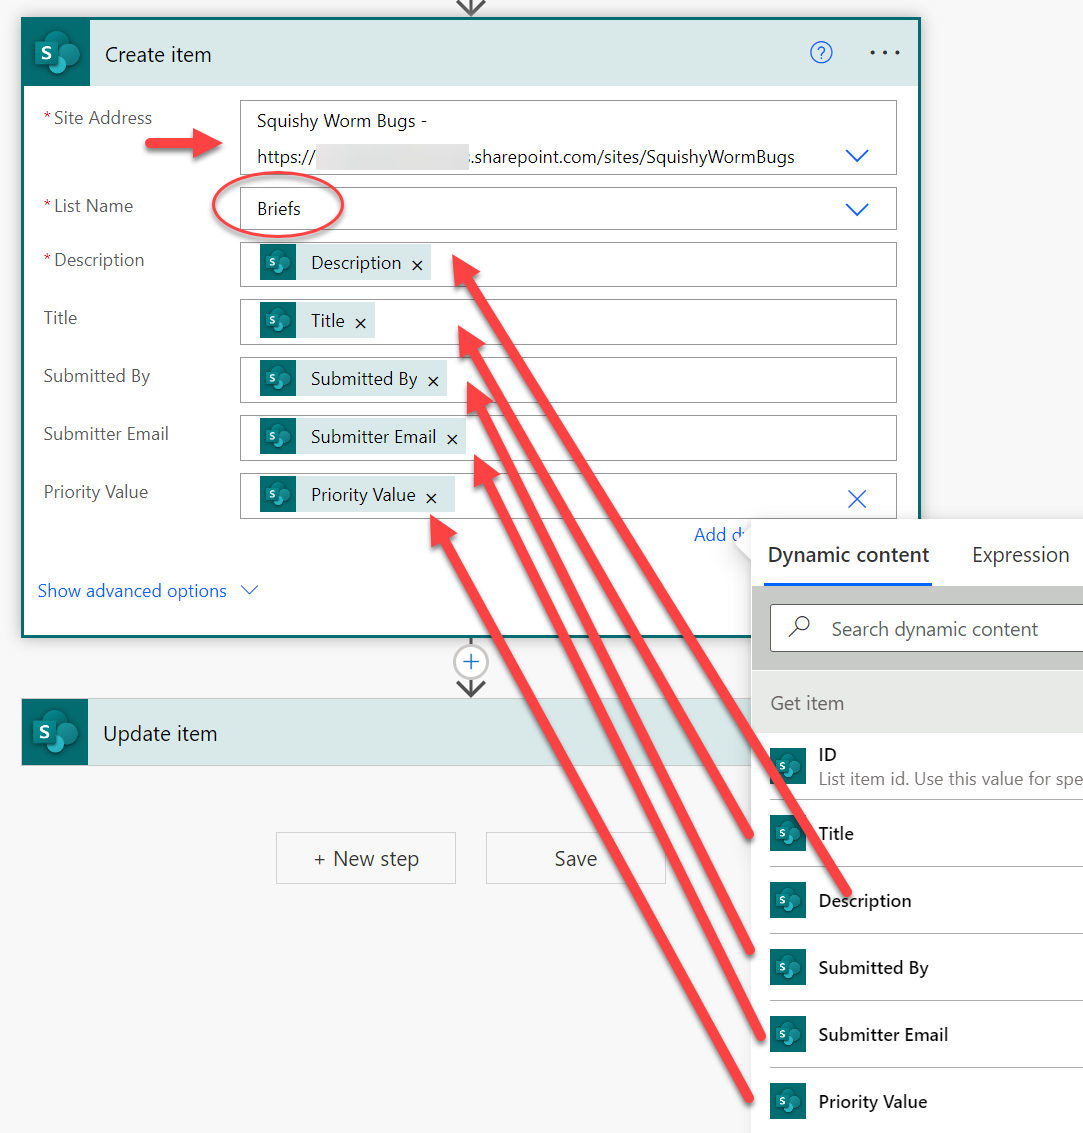 Create item
* Site Address
Squishy Worm Bugs -
https:// .sharepoint.com/sites/SquishyWormBugs
* List Name
Briefs
* Description
Description ×
Title
Title ×
Submitted By
Submitted By ×
Submitter Email
Submitter Email ×
Priority Value
Priority Value ×
Add d
Show advanced options
Dynamic content
Expression
Search dynamic content
Get item
ID
List item id. Use this value for spe
Title
Description
Submitted By
Submitter Email
Priority Value
Update item
+ New step
Save